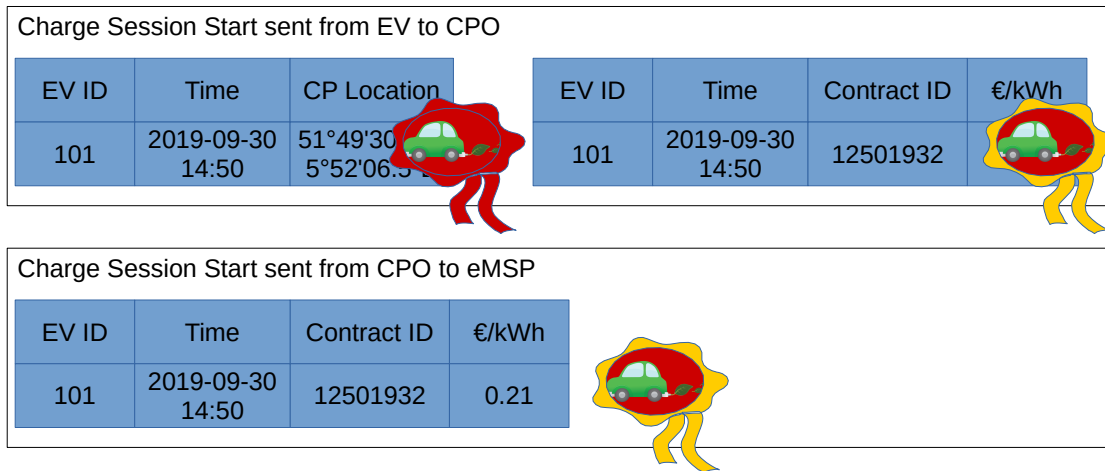 Charge Session Start sent from EV to CPO
EV ID Time CP Location
101 2019-09-30 14:50 51°49'30 5°52'06.5
EV ID Time Contract ID €/kWh
101 2019-09-30 14:50 12501932
Charge Session Start sent from CPO to eMSP
EV ID Time Contract ID €/kWh
101 2019-09-30 14:50 12501932 0.21